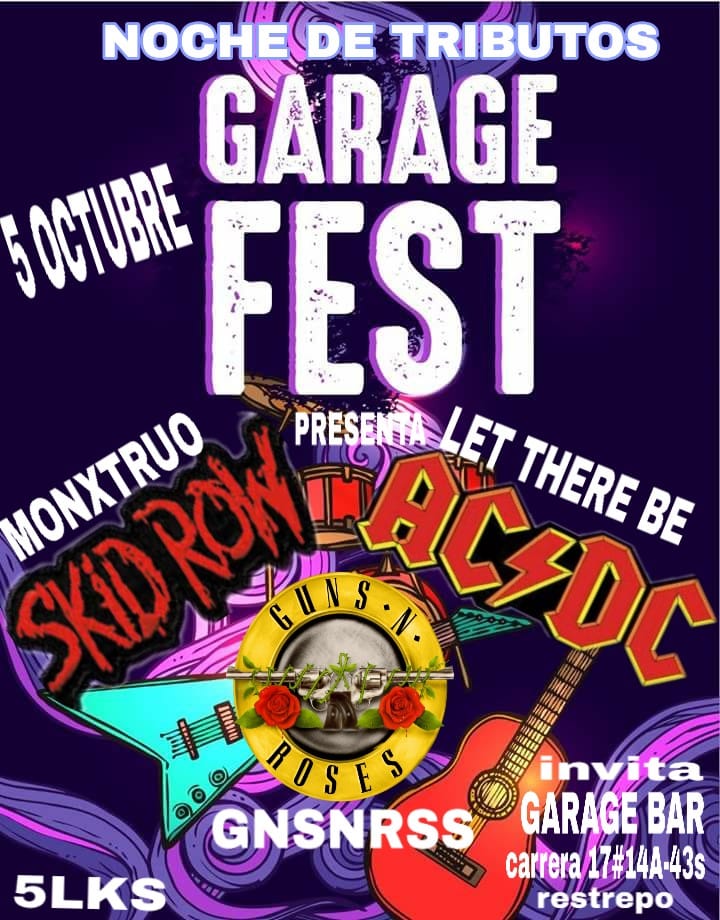 NOCHE DE TRIBUTOS
GARAGE
FEST
5 OCTUBRE
PRESENTA
MONXTRUO
SKID ROW
LET THERE BE
AC/DC
GUNS·N·
ROSES
GNSNRSS
invita
GARAGE BAR
carrera 17#14A-43s
restrepo
5LKS